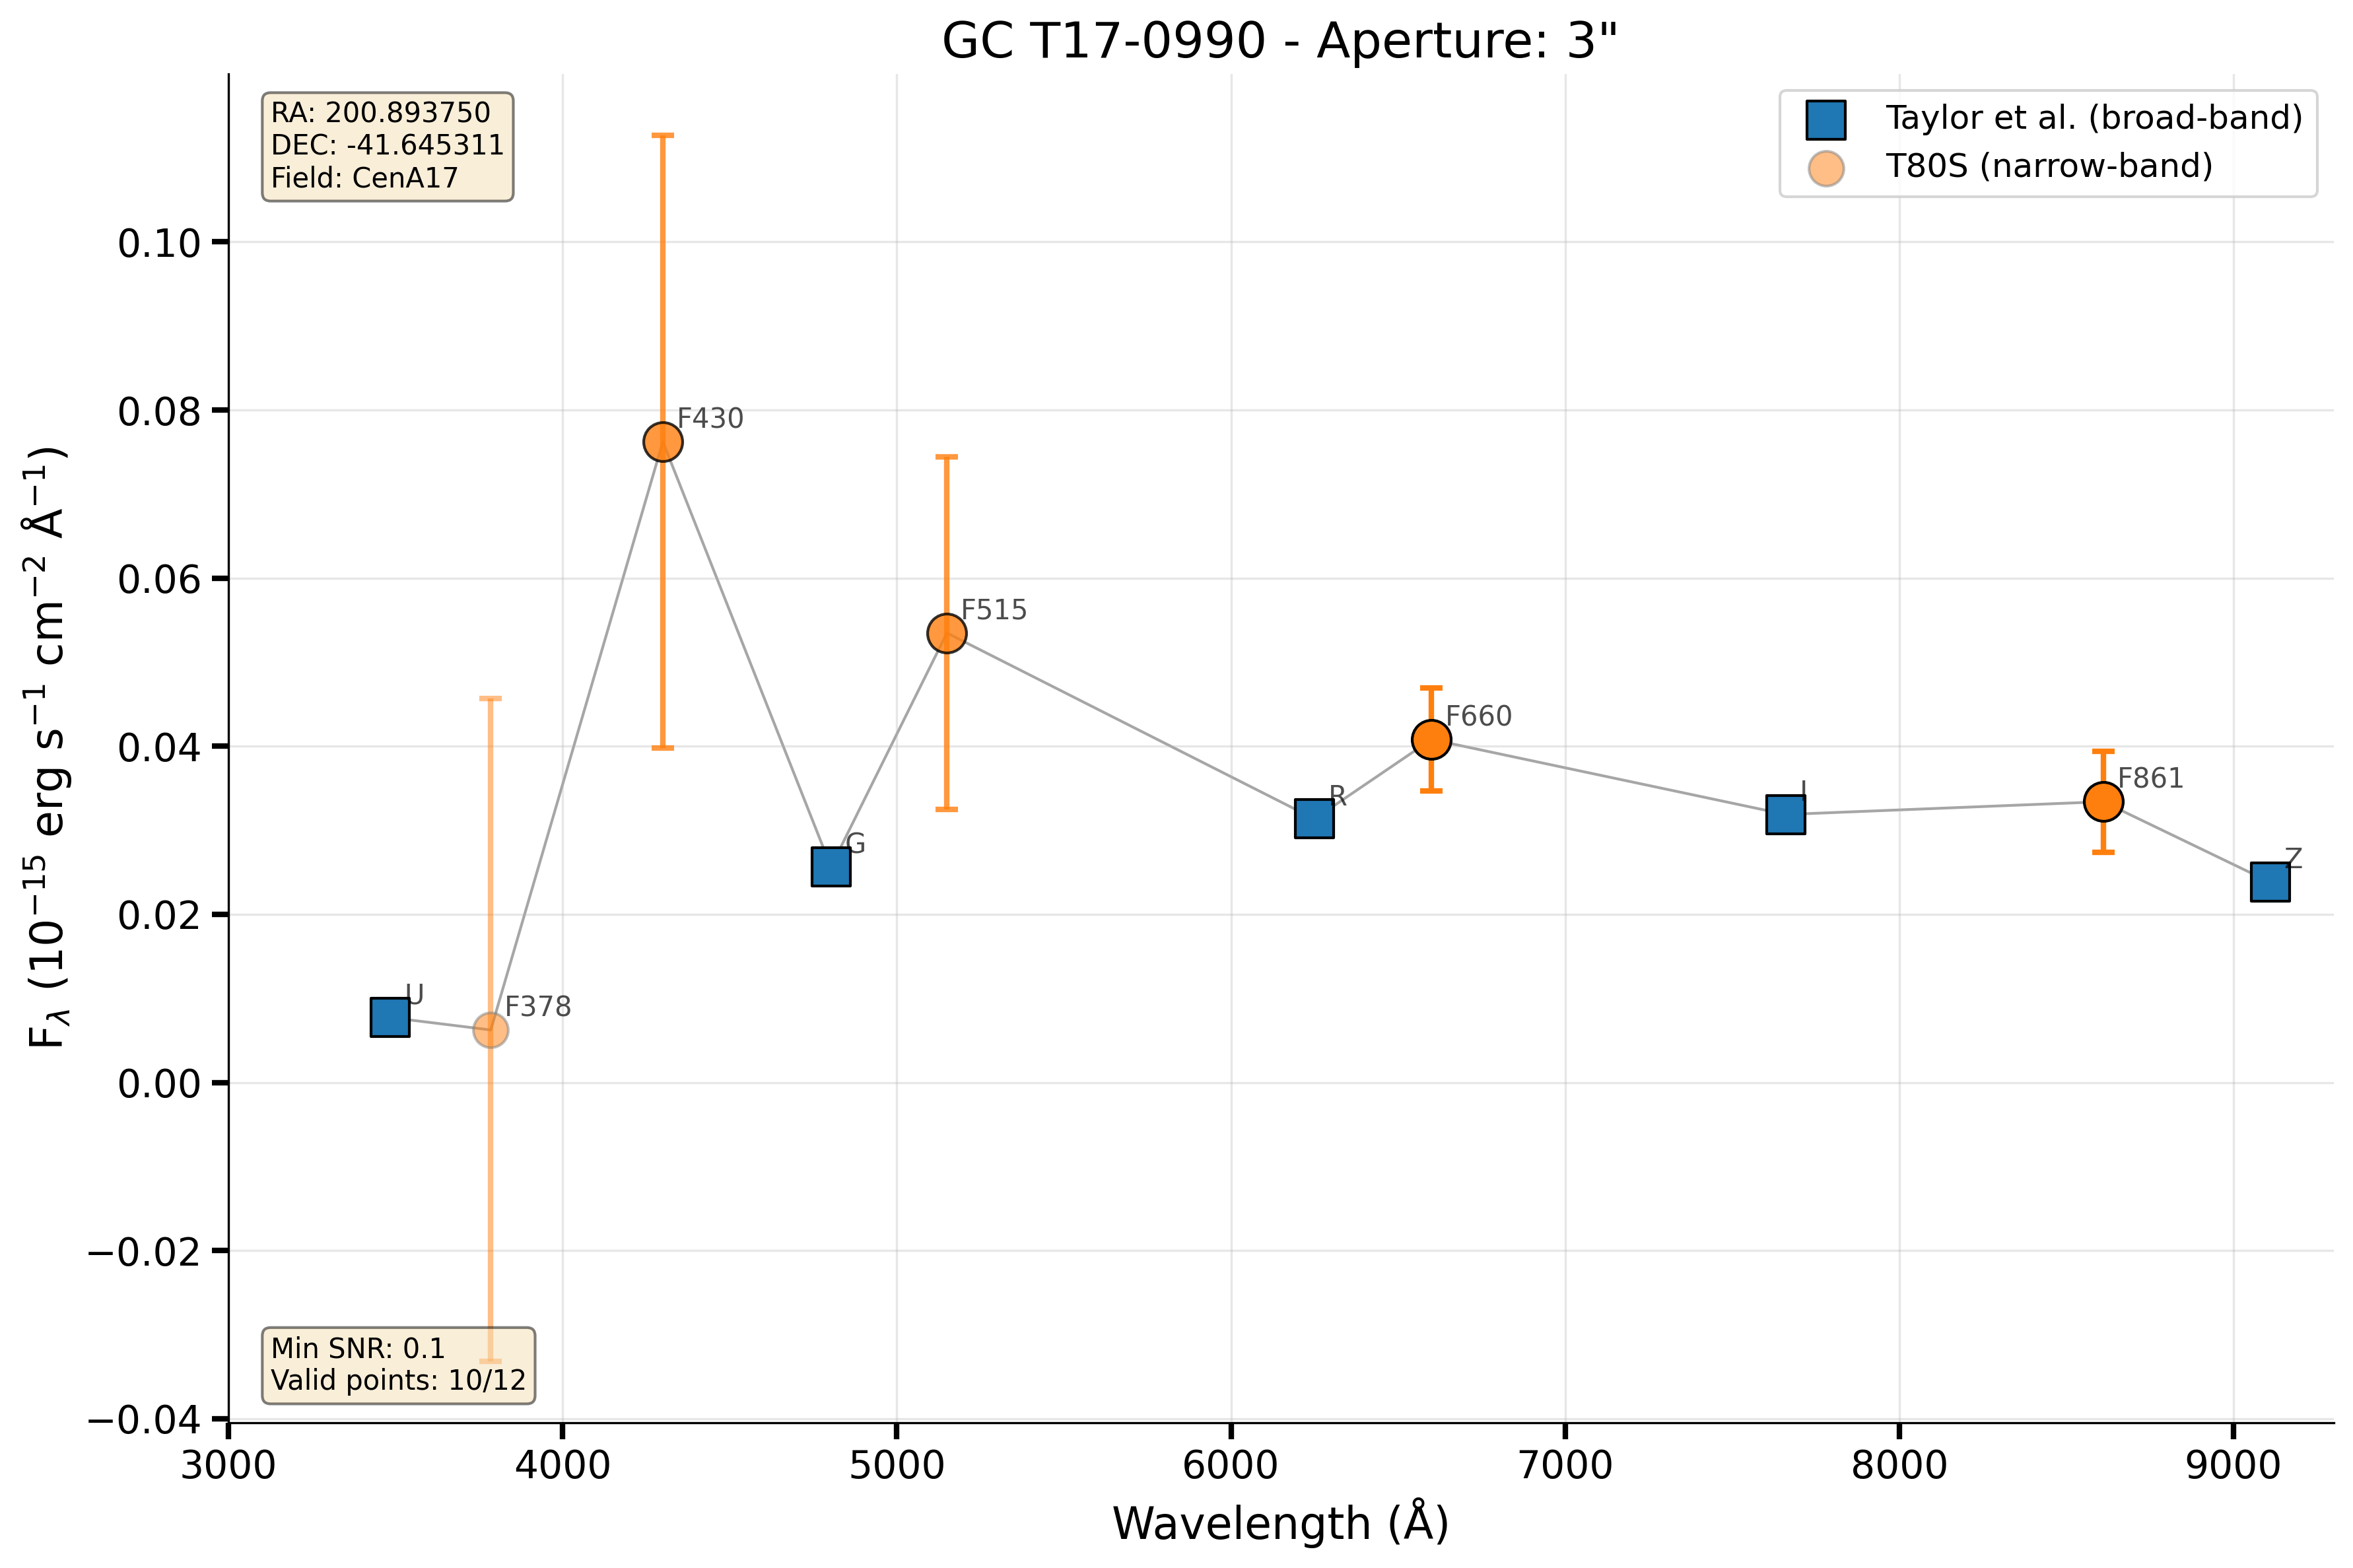 GC T17-0990 - Aperture: 3"
RA: 200.893750
DEC: -41.645311
Field: CenA17
Taylor et al. (broad-band)
T80S (narrow-band)
F_λ (10⁻¹⁵ erg s⁻¹ cm⁻² Å⁻¹)
0.10
0.08
0.06
0.04
0.02
0.00
−0.02
−0.04
U
F378
F430
G
F515
R
F660
I
F861
Z
Min SNR: 0.1
Valid points: 10/12
3000 4000 5000 6000 7000 8000 9000
Wavelength (Å)